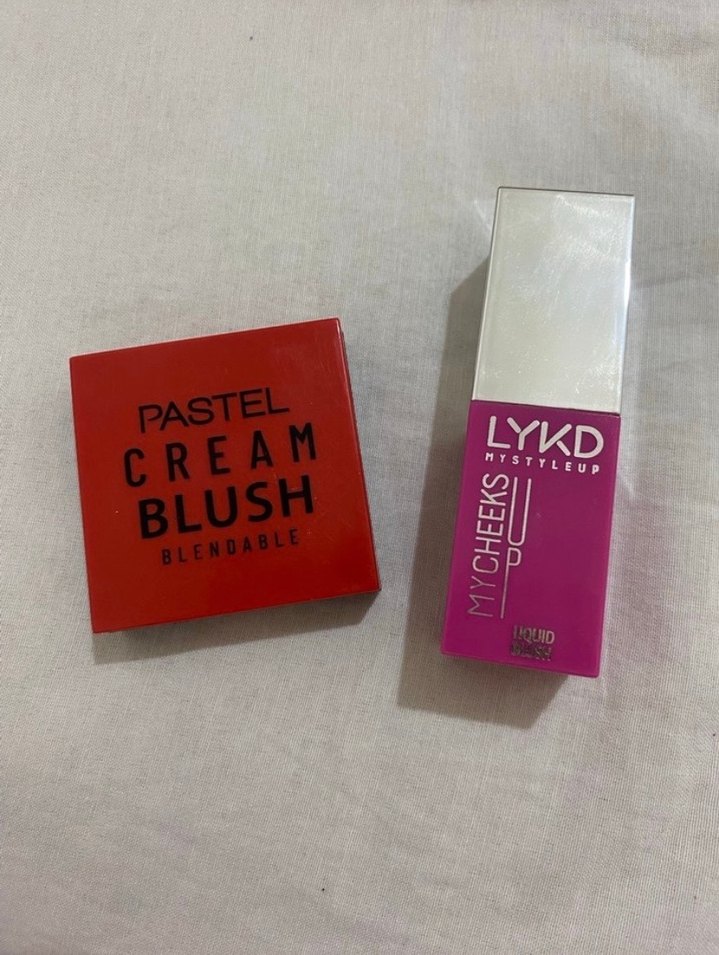 PASTEL
CREAM
BLUSH
BLENDABLE
LYKD
MYSTYLEUP
MYCHEEKS
UP
LIQUID
BLUSH